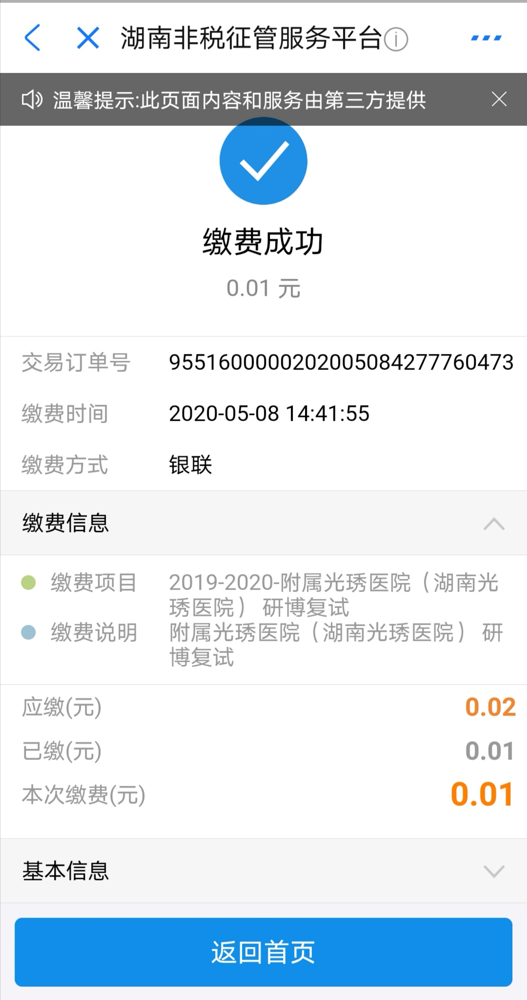 湖南非税征管服务平台
温馨提示:此页面内容和服务由第三方提供
缴费成功
0.01 元
交易订单号 955160000020200508427776​0473
缴费时间 2020-05-08 14:41:55
缴费方式 银联
缴费信息
缴费项目 2019-2020-附属光琇医院（湖南光
琇医院） 研博复试
缴费说明 附属光琇医院（湖南光琇医院） 研
博复试
应缴(元) 0.02
已缴(元) 0.01
本次缴费(元) 0.01
基本信息
返回首页